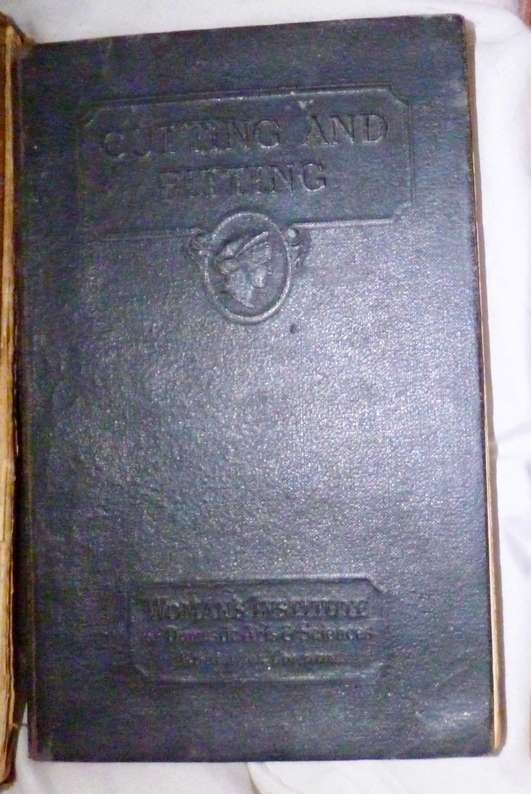 CUTTING AND
FITTING
WOMAN'S INSTITUTE
of Domestic Arts & Sciences